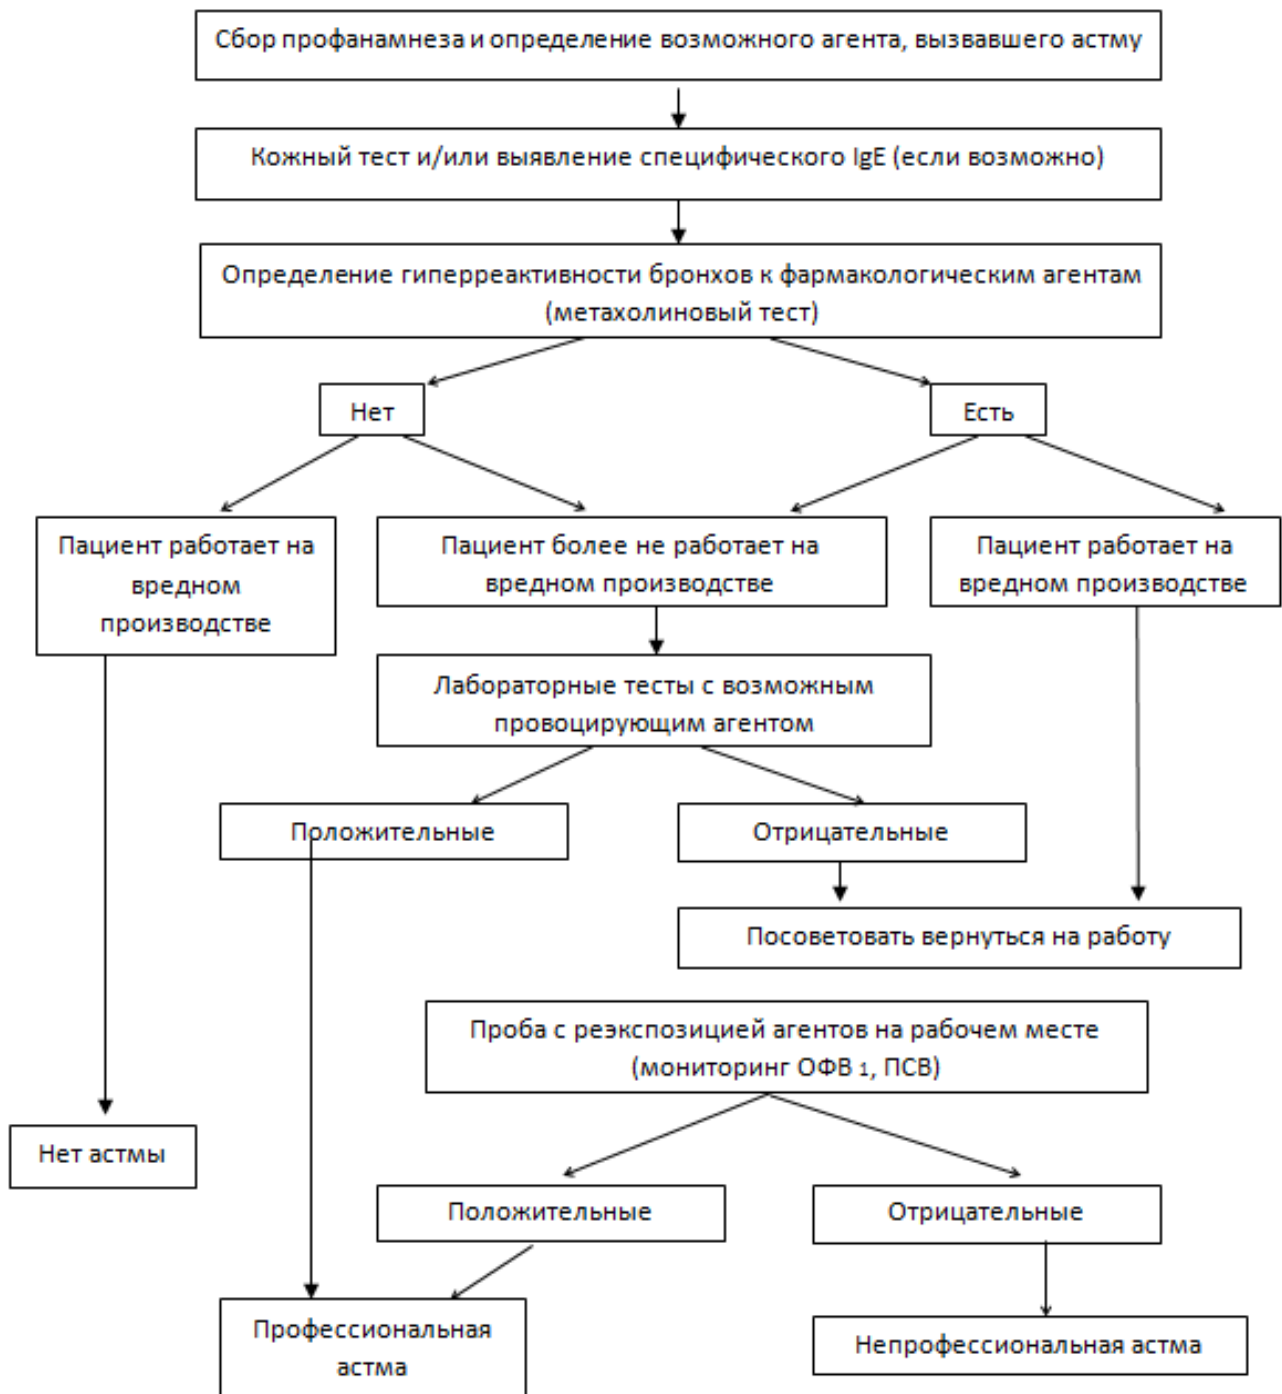 Сбор профанамнеза и определение возможного агента, вызвавшего астму
Кожный тест и/или выявление специфического IgE (если возможно)
Определение гиперреактивности бронхов к фармакологическим агентам
(метахолиновый тест)
Нет
Есть
Пациент работает на
вредном
производстве
Пациент более не работает на
вредном производстве
Пациент работает на
вредном производстве
Лабораторные тесты с возможным
провоцирующим агентом
Положительные
Отрицательные
Посоветовать вернуться на работу
Проба с реэкспозицией агентов на рабочем месте
(мониторинг ОФВ 1, ПСВ)
Нет астмы
Положительные
Отрицательные
Профессиональная
астма
Непрофессиональная астма